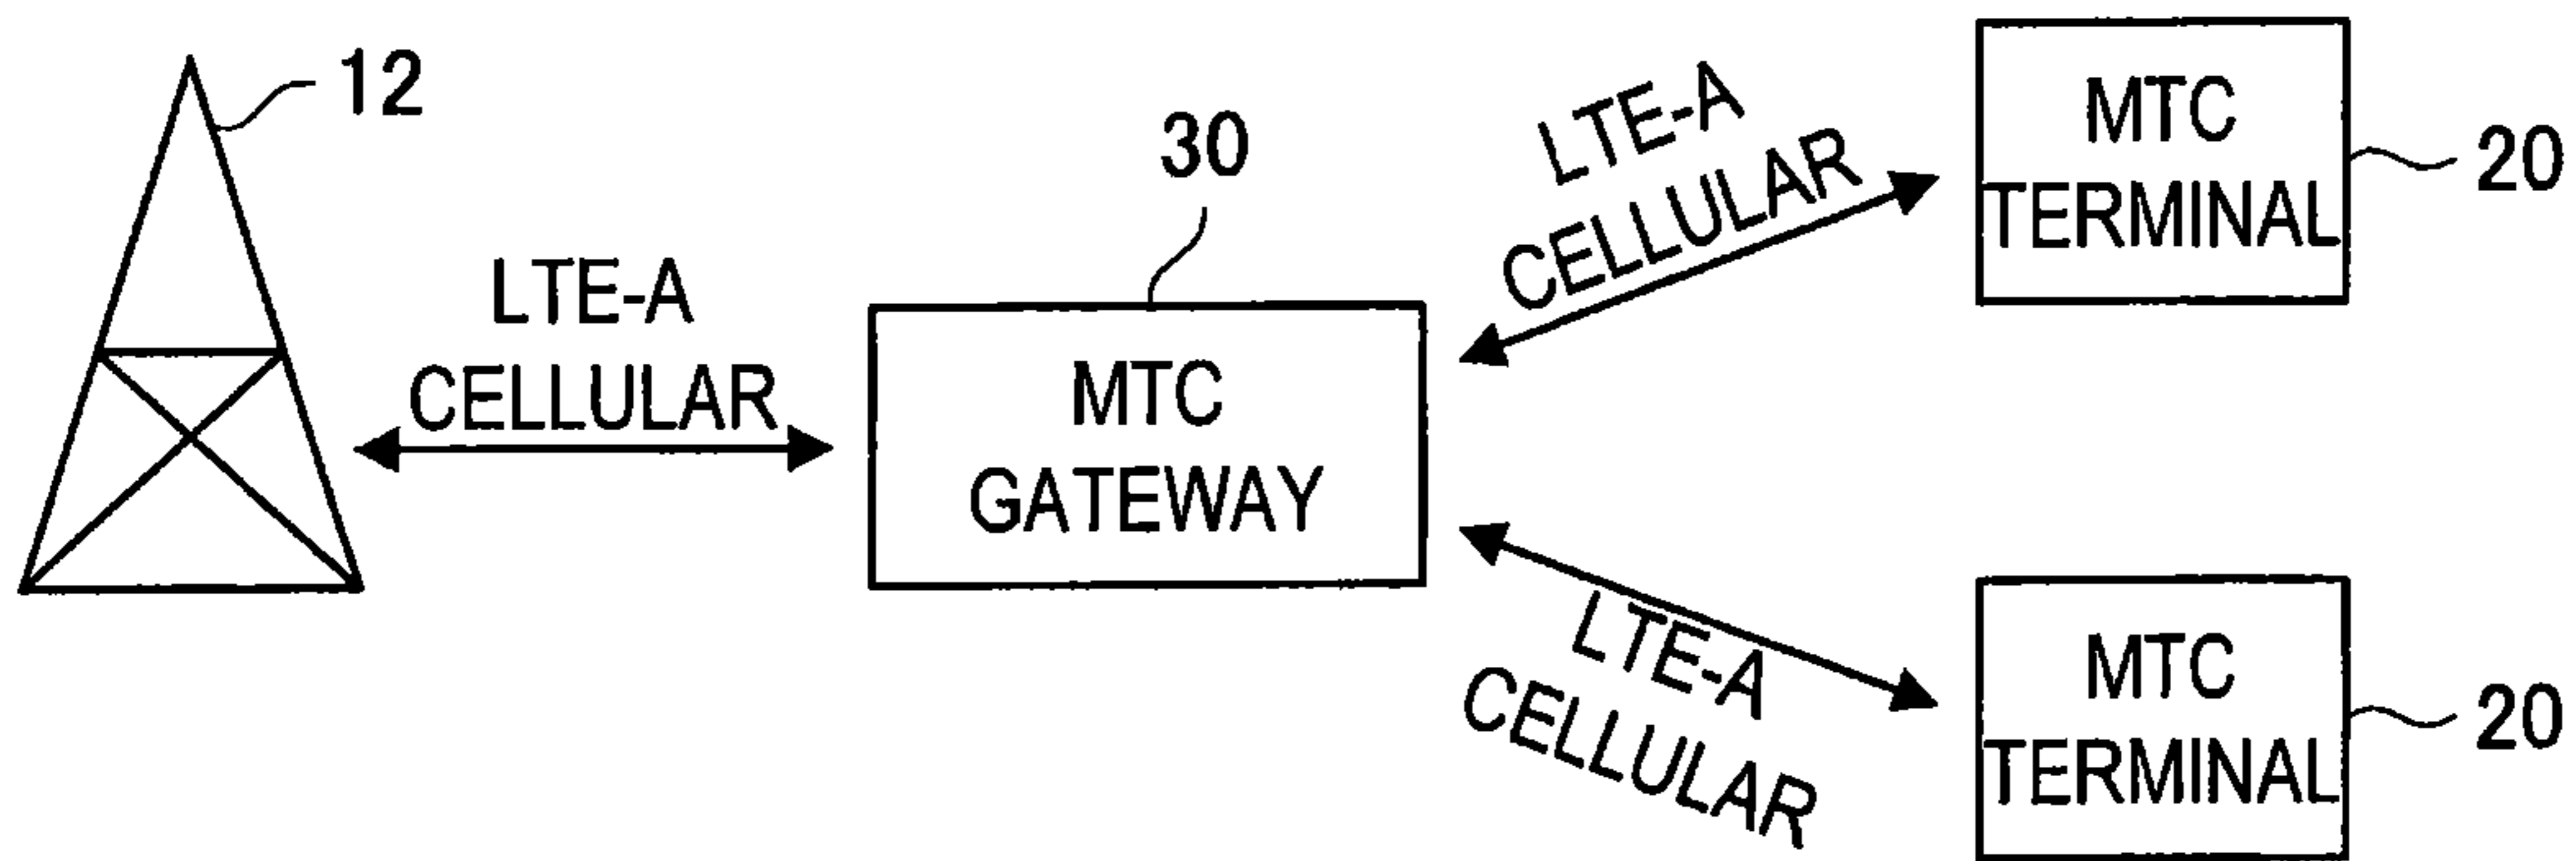 12
LTE-A
CELLULAR
30
MTC
GATEWAY
LTE-A
CELLULAR
MTC
TERMINAL
20
LTE-A
CELLULAR
MTC
TERMINAL
20